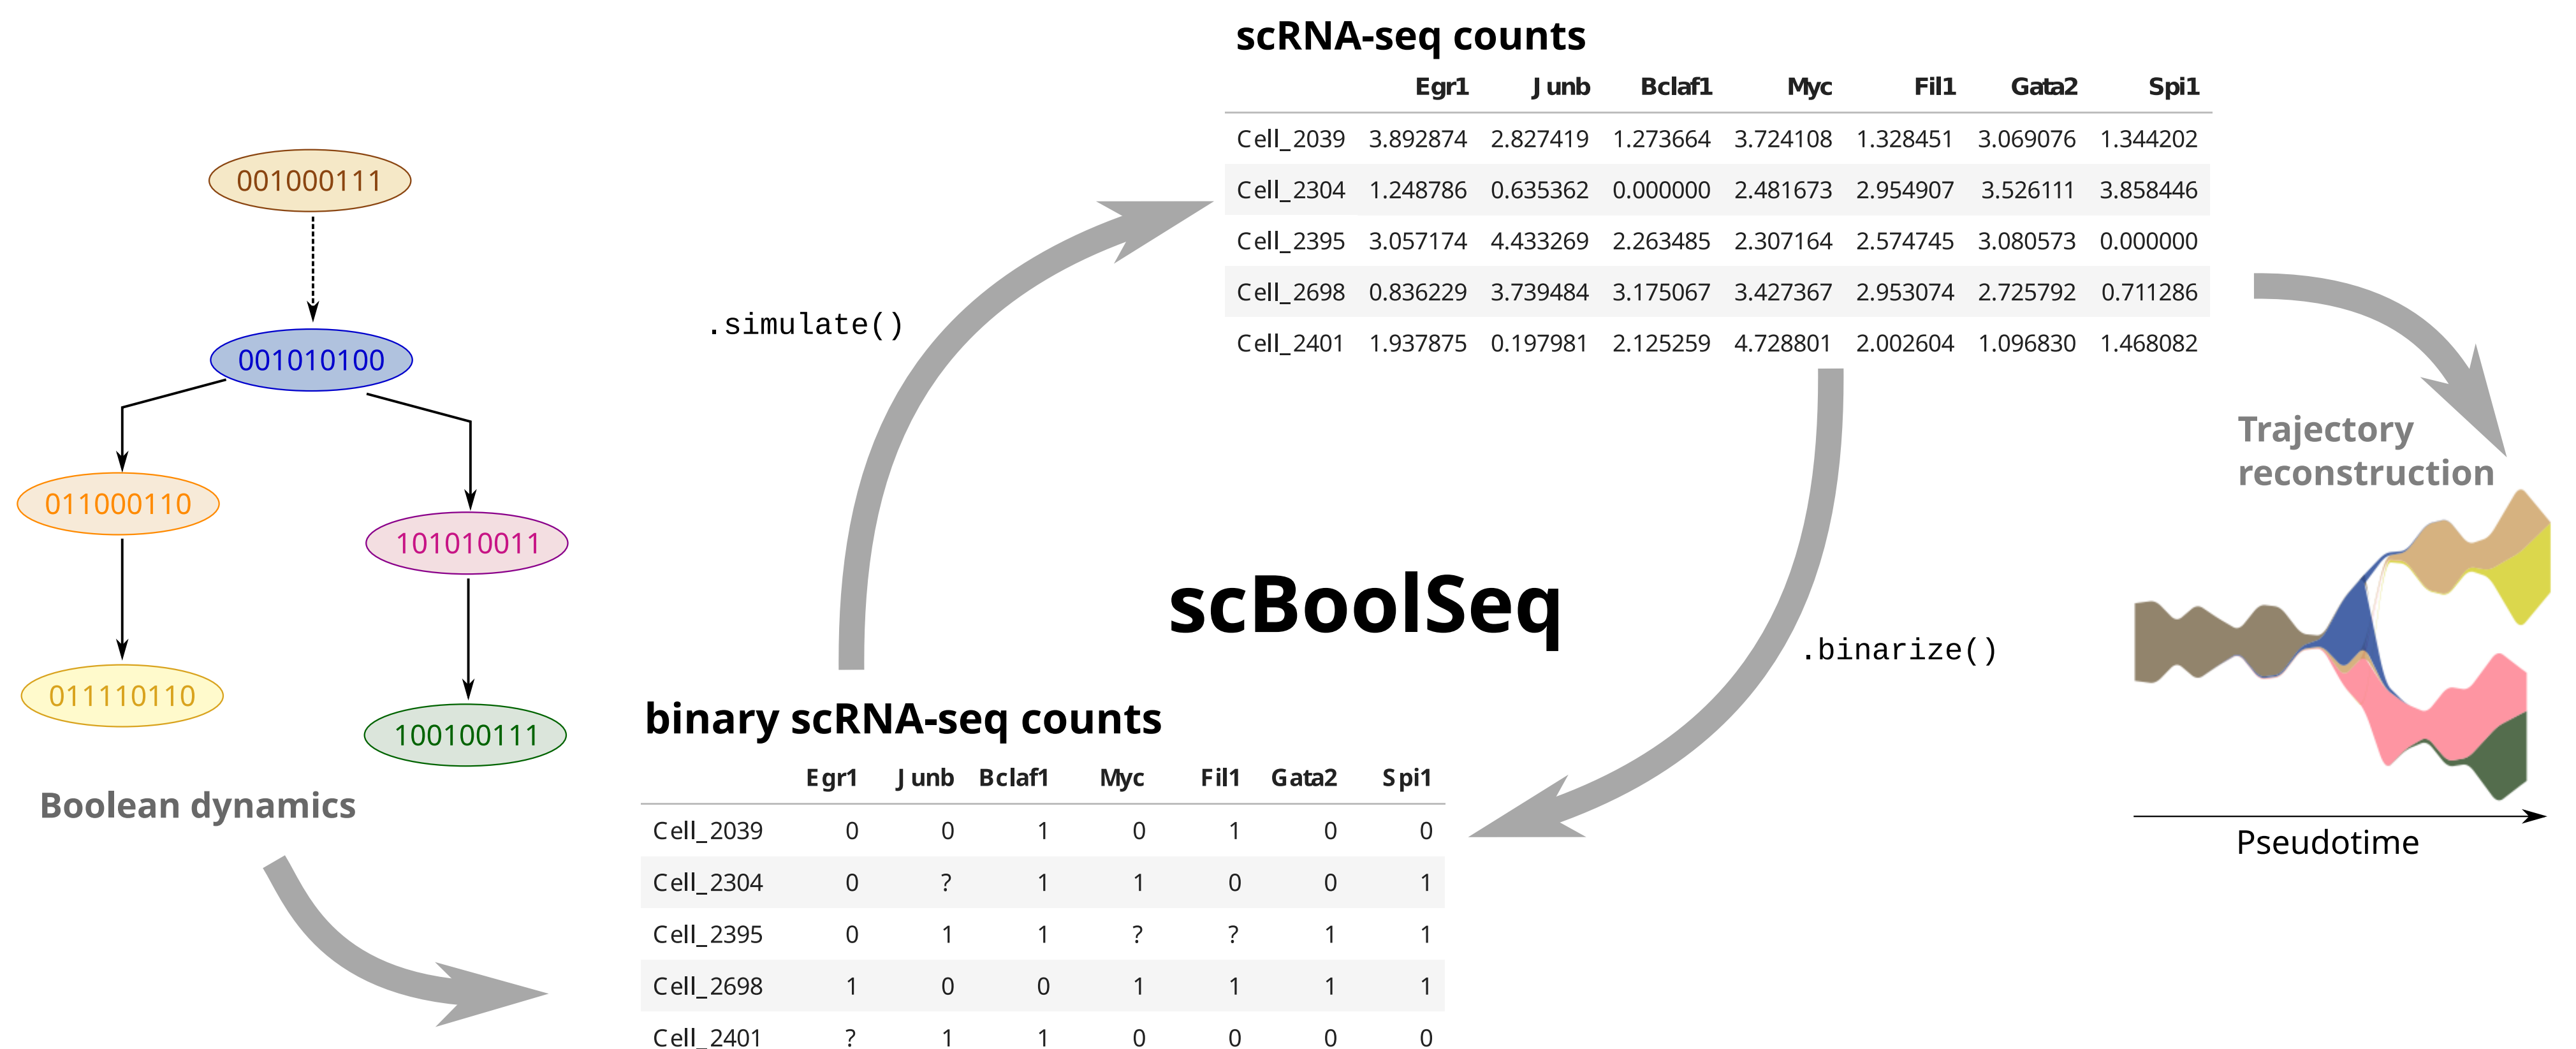 scRNA-seq counts
Egr1 Junb Bclaf1 Myc Fil1 Gata2 Spi1
Cell_2039 3.892874 2.827419 1.273664 3.724108 1.328451 3.069076 1.344202
Cell_2304 1.248786 0.635362 0.000000 2.481673 2.954907 3.526111 3.858446
Cell_2395 3.057174 4.433269 2.263485 2.307164 2.574745 3.080573 0.000000
Cell_2698 0.836229 3.739484 3.175067 3.427367 2.953074 2.725792 0.711286
Cell_2401 1.937875 0.197981 2.125259 4.728801 2.002604 1.096830 1.468082
001000111
001010100
011000110
101010011
011110110
100100111
Boolean dynamics
.simulate()
scBoolSeq
.binarize()
Trajectory
reconstruction
Pseudotime
binary scRNA-seq counts
Egr1 Junb Bclaf1 Myc Fil1 Gata2 Spi1
Cell_2039 0 0 1 0 1 0 0
Cell_2304 0 ? 1 1 0 0 1
Cell_2395 0 1 1 ? ? 1 1
Cell_2698 1 0 0 1 1 1 1
Cell_2401 ? 1 1 0 0 0 0